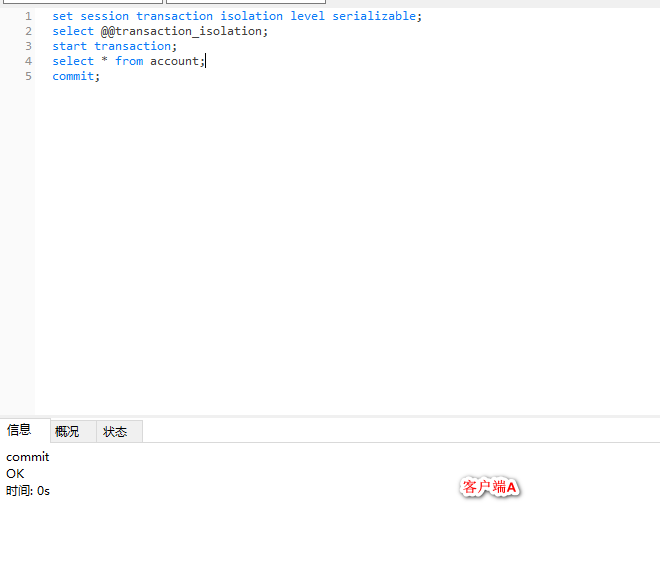 1 set session transaction isolation level serializable;
2 select @@transaction_isolation;
3 start transaction;
4 select * from account;
5 commit;
信息 概况 状态
commit
OK
时间: 0s
客户端A